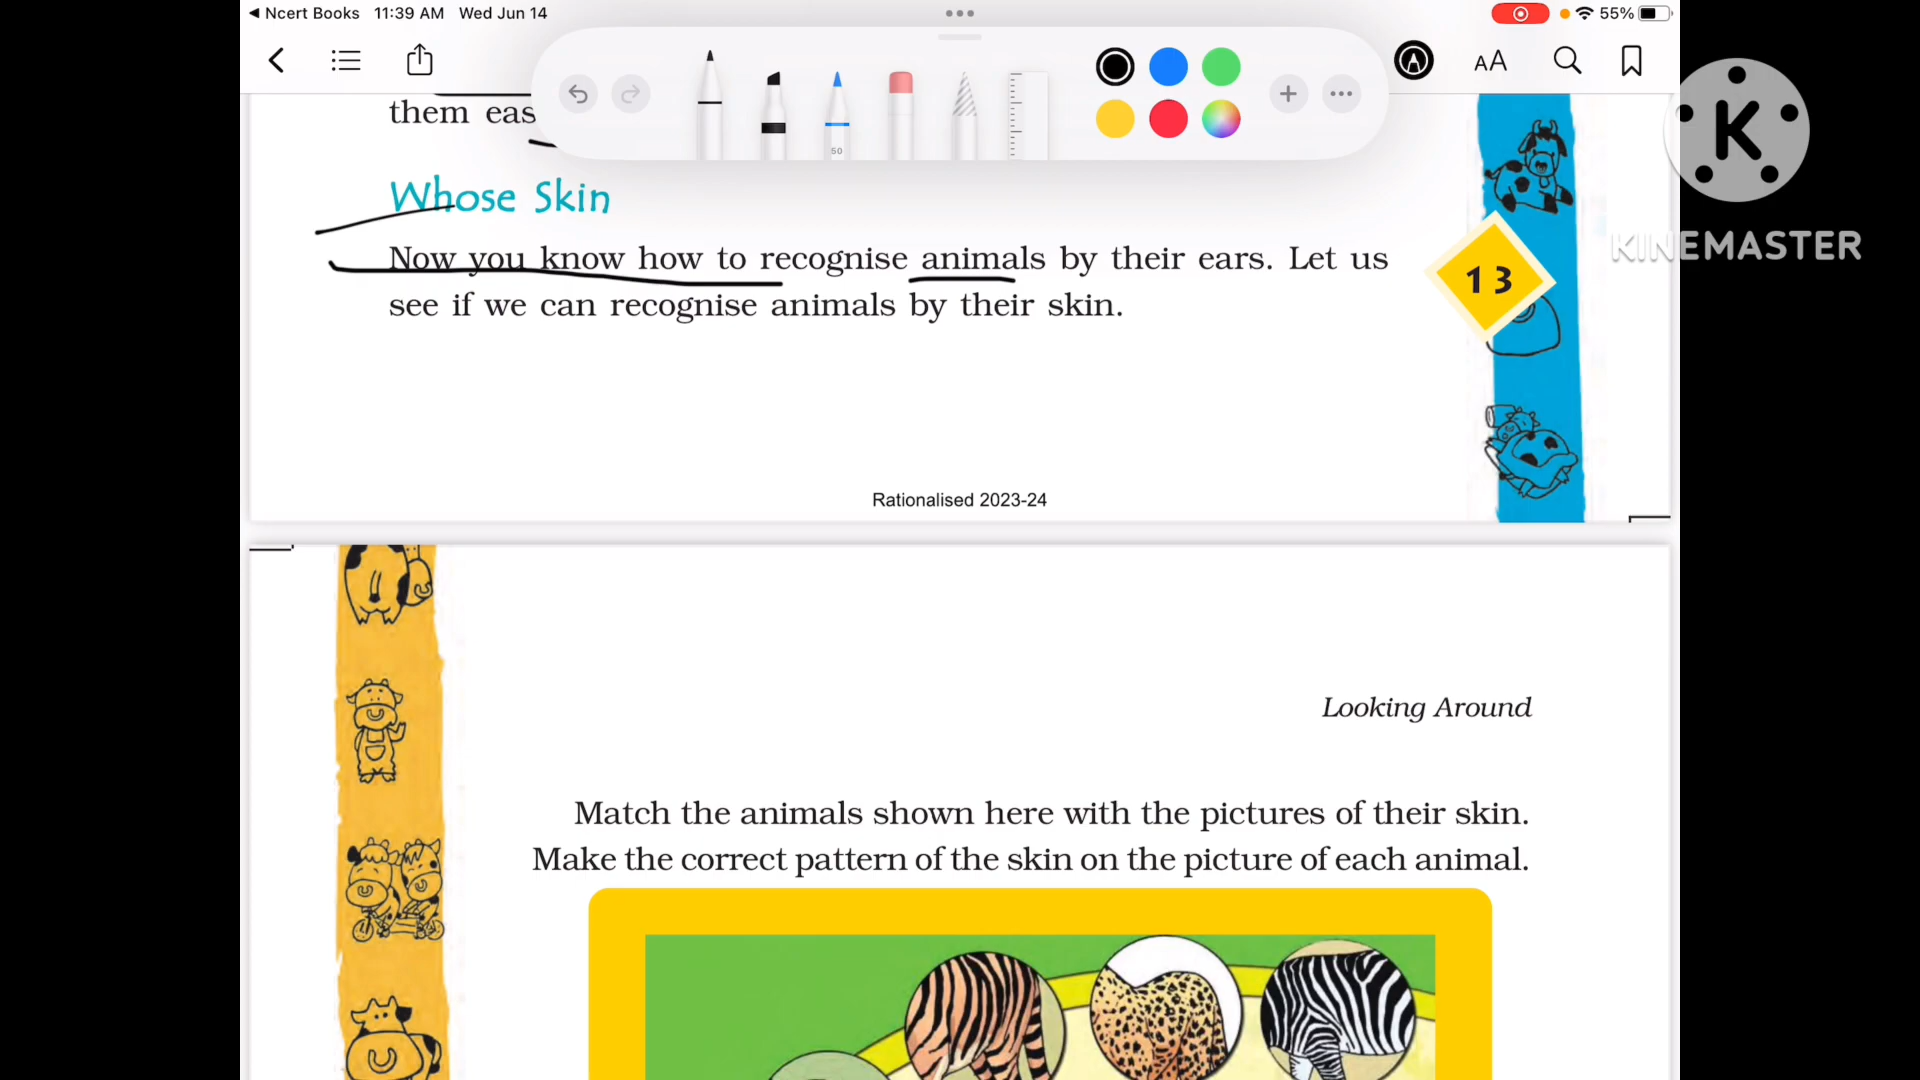 ◀ Ncert Books 11:39 AM Wed Jun 14
55%
AA
50
them eas
Whose Skin
Now you know how to recognise animals by their ears. Let us
see if we can recognise animals by their skin.
13
Rationalised 2023-24
Looking Around
Match the animals shown here with the pictures of their skin.
Make the correct pattern of the skin on the picture of each animal.
K
KINEMASTER